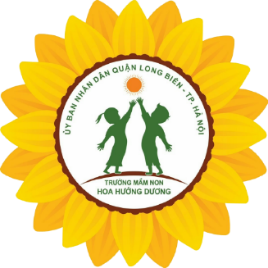 ỦY BAN NHÂN DÂN QUẬN LONG BIÊN - TP. HÀ NỘI
TRƯỜNG MẦM NON
HOA HƯỚNG DƯƠNG